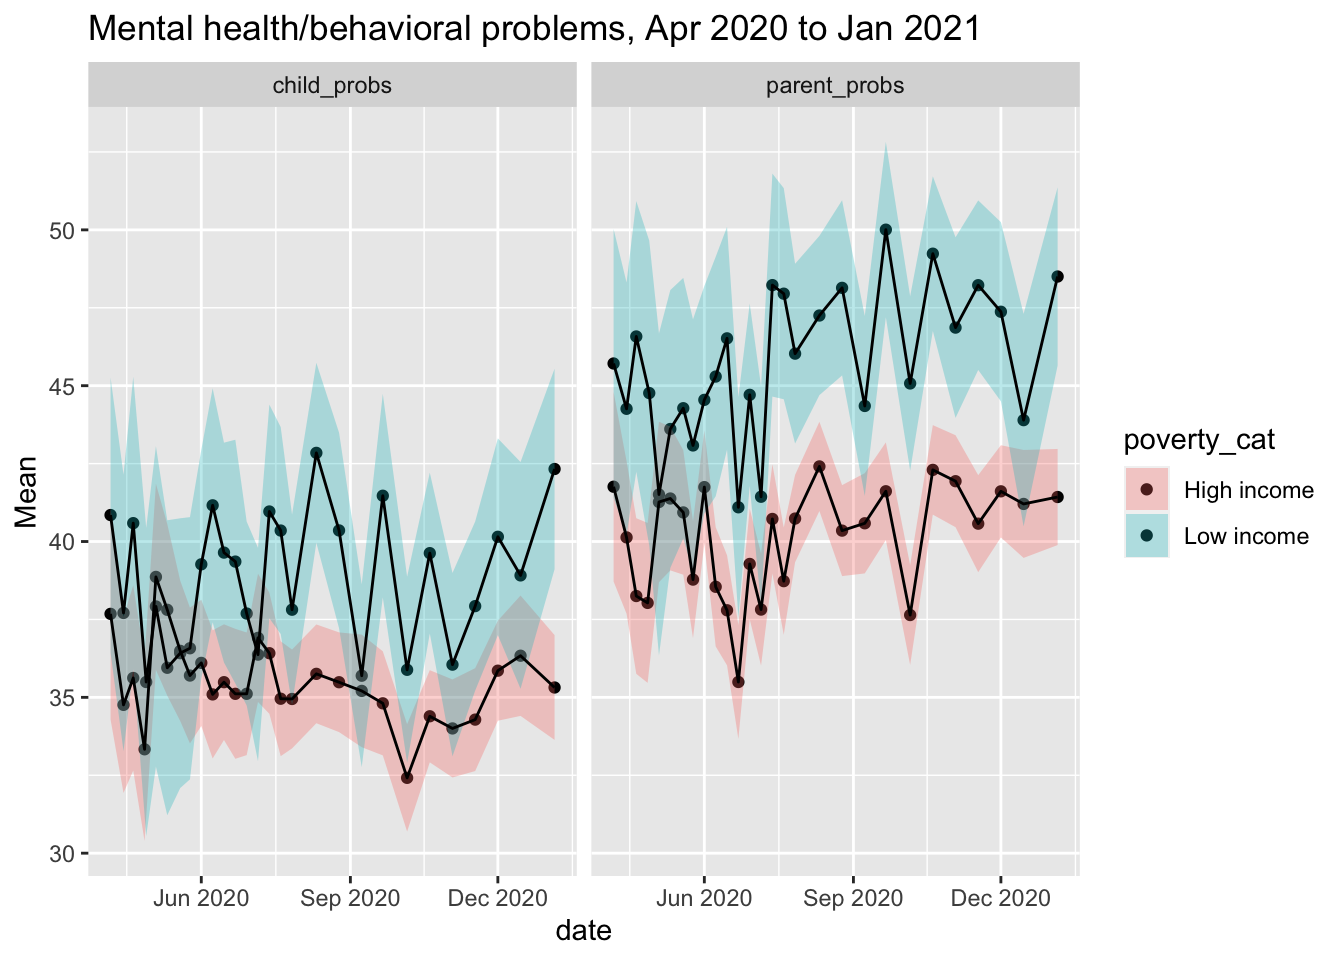 Mental health/behavioral problems, Apr 2020 to Jan 2021
child_probs
parent_probs
50
45
40
35
30
Mean
Jun 2020
Sep 2020
Dec 2020
Jun 2020
Sep 2020
Dec 2020
date
poverty_cat
High income
Low income